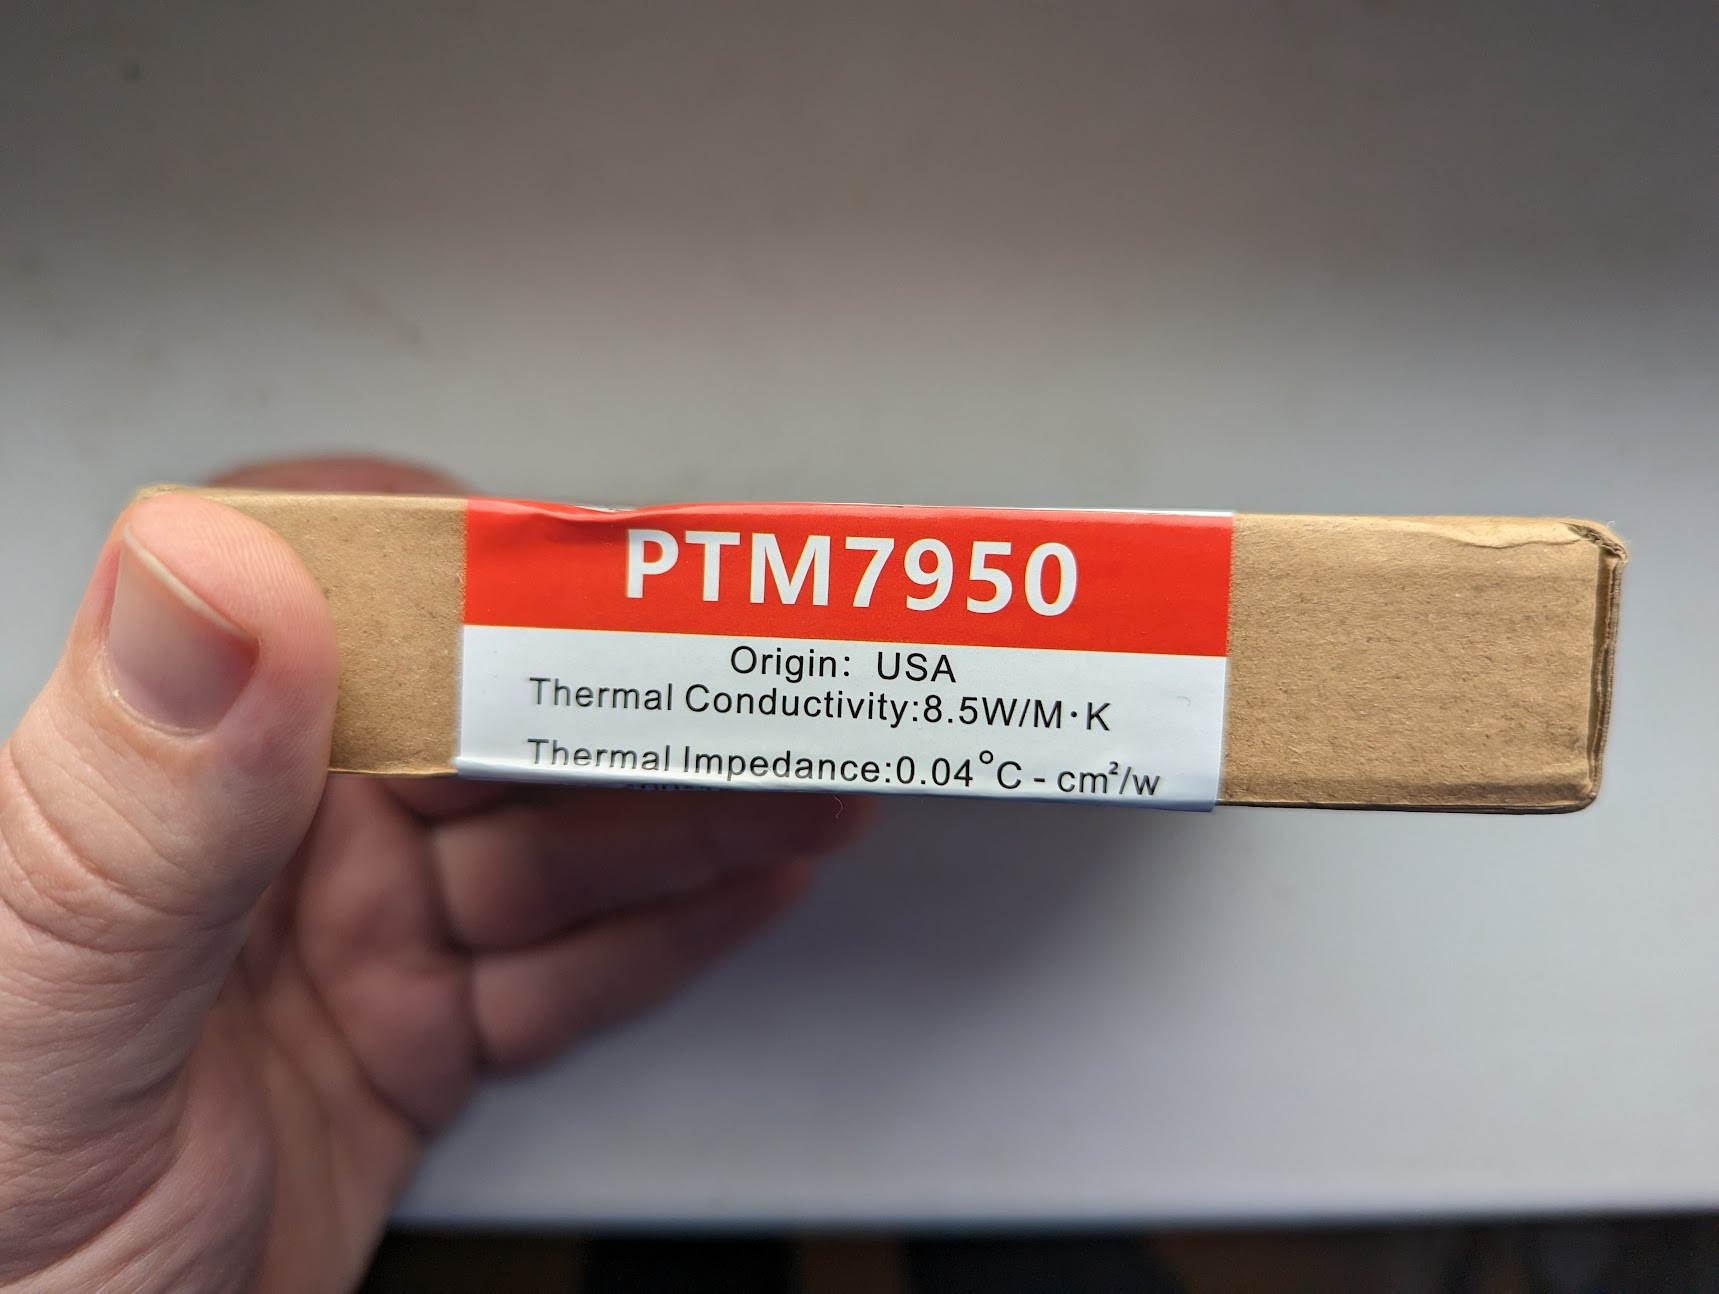 PTM7950
Origin: USA
Thermal Conductivity:8.5W/M·K
Thermal Impedance:0.04°C - cm²/w